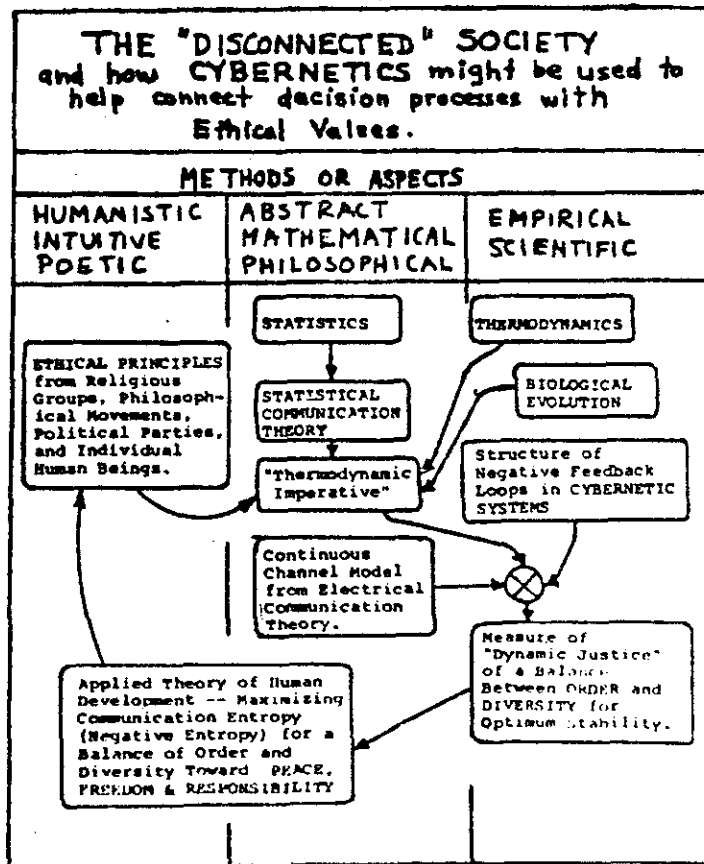 THE "DISCONNECTED" SOCIETY
and how CYBERNETICS might be used to
help connect decision processes with
Ethical Values.
METHODS OR ASPECTS
HUMANISTIC
INTUITIVE
POETIC
ABSTRACT
MATHEMATICAL
PHILOSOPHICAL
EMPIRICAL
SCIENTIFIC
STATISTICS
THERMODYNAMICS
ETHICAL PRINCIPLES
from Religious
Groups, Philosoph-
ical Movements,
Political Parties,
and Individual
Human Beings.
STATISTICAL
COMMUNICATION
THEORY
BIOLOGICAL
EVOLUTION
"Thermodynamic
Imperative"
Structure of
Negative Feedback
Loops in CYBERNETIC
SYSTEMS
Continuous
Channel Model
from Electrical
Communication
Theory.
Measure of
"Dynamic Justice"
of a Balance
Between ORDER and
DIVERSITY for
Optimum Stability.
Applied Theory of Human
Development -- Maximizing
Communication Entropy
(Negative Entropy) for a
Balance of Order and
Diversity Toward PEACE,
FREEDOM & RESPONSIBILITY